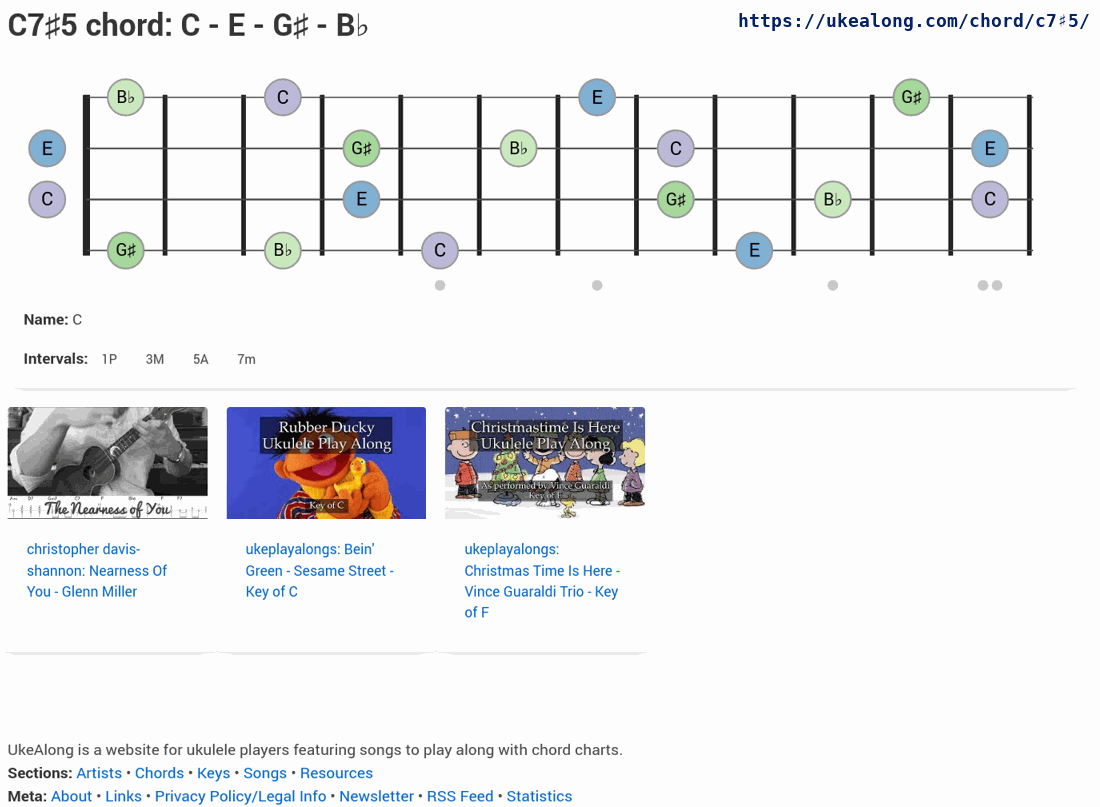 C7♯5 chord: C - E - G♯ - B♭
https://ukealong.com/chord/c7♯5/
B♭ C E G♯
E G♯ B♭ C E
C E G♯ B♭ C
G♯ B♭ C E
Name: C
Intervals: 1P 3M 5A 7m
The Nearness of You
Rubber Ducky
Ukulele Play Along
Key of C
Christmastime Is Here
Ukulele Play Along
As performed by Vince Guaraldi
Key of F
christopher davis-
shannon: Nearness Of
You - Glenn Miller
ukeplayalongs: Bein'
Green - Sesame Street -
Key of C
ukeplayalongs:
Christmas Time Is Here -
Vince Guaraldi Trio - Key
of F
UkeAlong is a website for ukulele players featuring songs to play along with chord charts.
Sections: Artists • Chords • Keys • Songs • Resources
Meta: About • Links • Privacy Policy/Legal Info • Newsletter • RSS Feed • Statistics